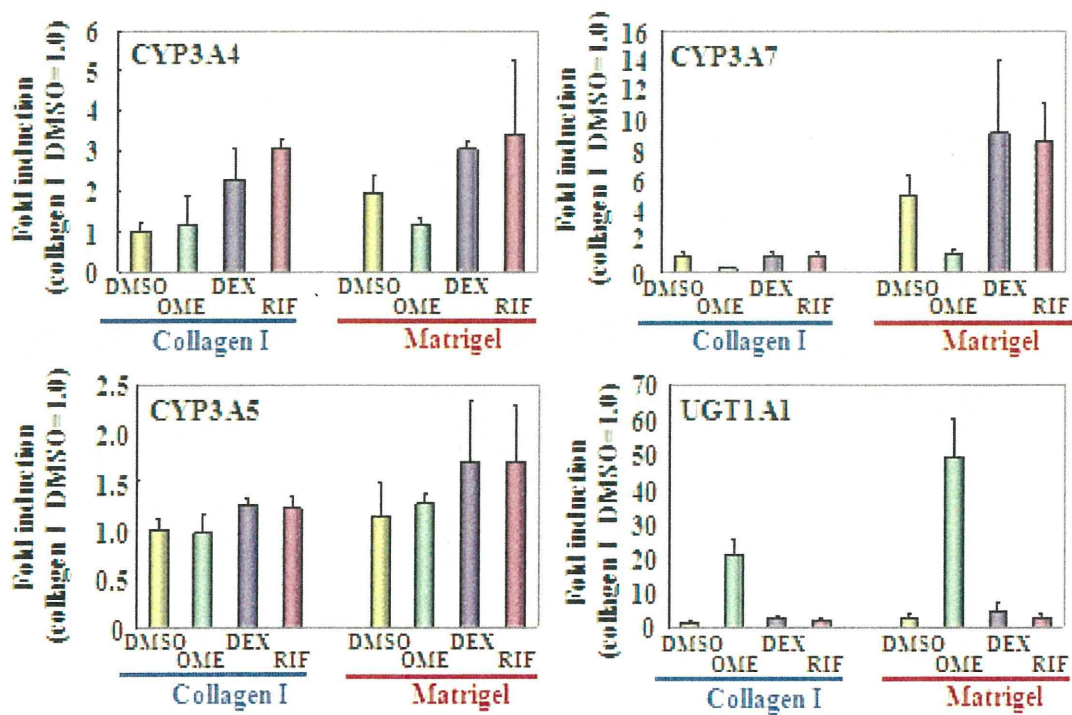 CYP3A4
Fold induction
(collagen I DMSO=1.0)
6
5
4
3
2
1
0
DMSO OME DEX RIF DMSO OME DEX RIF
Collagen I Matrigel
CYP3A7
Fold induction
(collagen I DMSO=1.0)
16
14
12
10
8
6
4
2
0
DMSO OME DEX RIF DMSO OME DEX RIF
Collagen I Matrigel
CYP3A5
Fold induction
(collagen I DMSO=1.0)
2.5
2.0
1.5
1.0
0.5
0
DMSO OME DEX RIF DMSO OME DEX RIF
Collagen I Matrigel
UGT1A1
Fold induction
(collagen I DMSO=1.0)
70
60
50
40
30
20
10
0
DMSO OME DEX RIF DMSO OME DEX RIF
Collagen I Matrigel